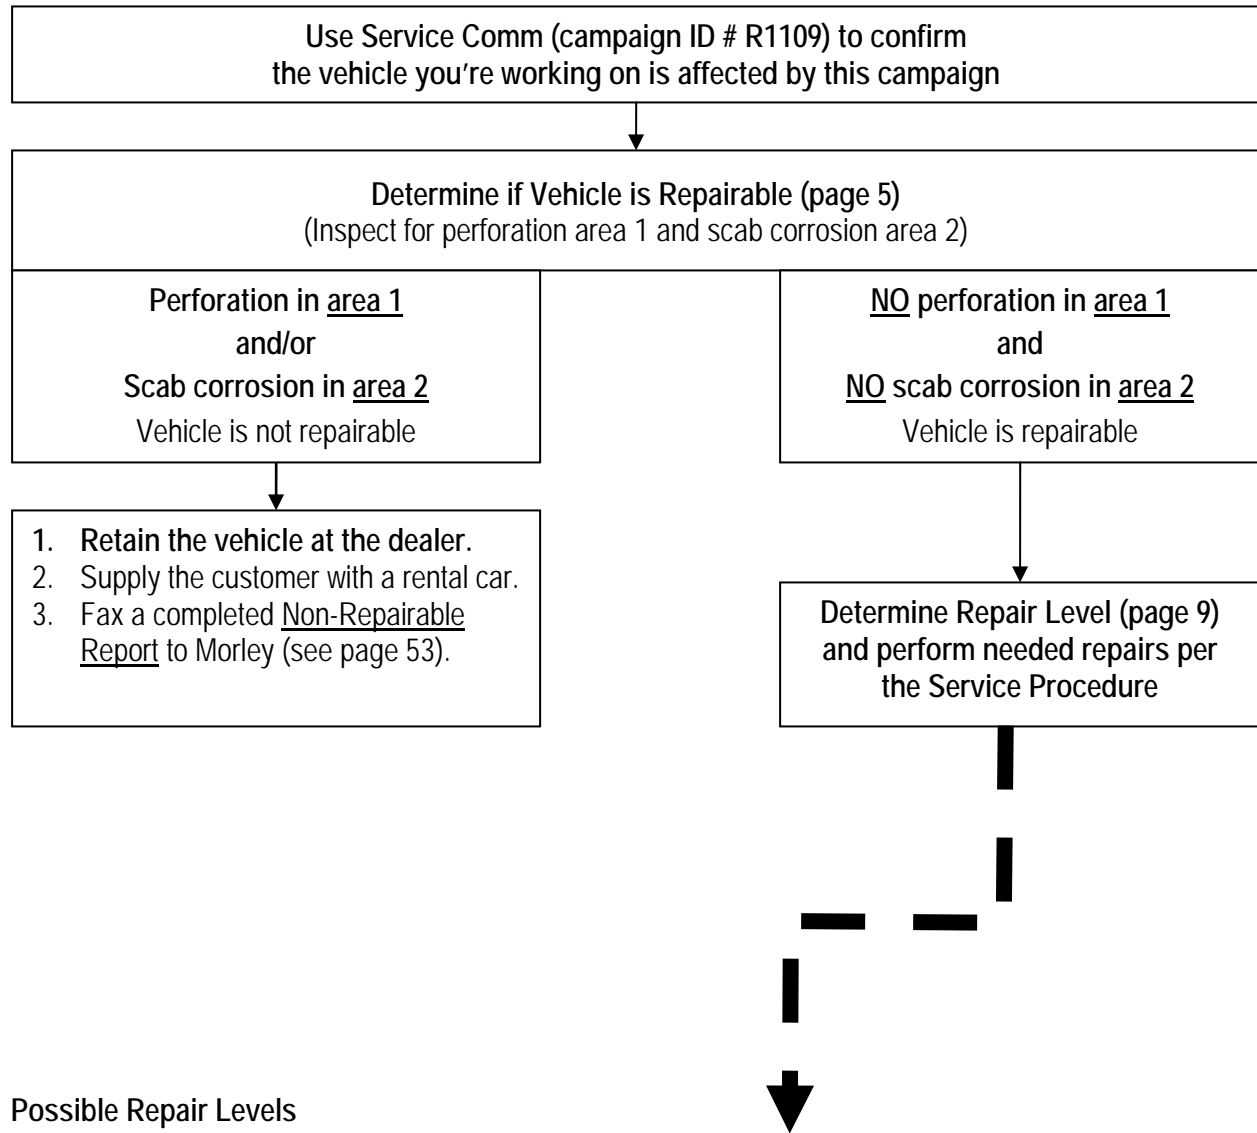 Use Service Comm (campaign ID # R1109) to confirm
the vehicle you're working on is affected by this campaign
Determine if Vehicle is Repairable (page 5)
(Inspect for perforation area 1 and scab corrosion area 2)
Perforation in area 1
and/or
Scab corrosion in area 2
Vehicle is not repairable
NO perforation in area 1
and
NO scab corrosion in area 2
Vehicle is repairable
1. Retain the vehicle at the dealer.
2. Supply the customer with a rental car.
3. Fax a completed Non-Repairable
Report to Morley (see page 53).
Determine Repair Level (page 9)
and perform needed repairs per
the Service Procedure
Possible Repair Levels